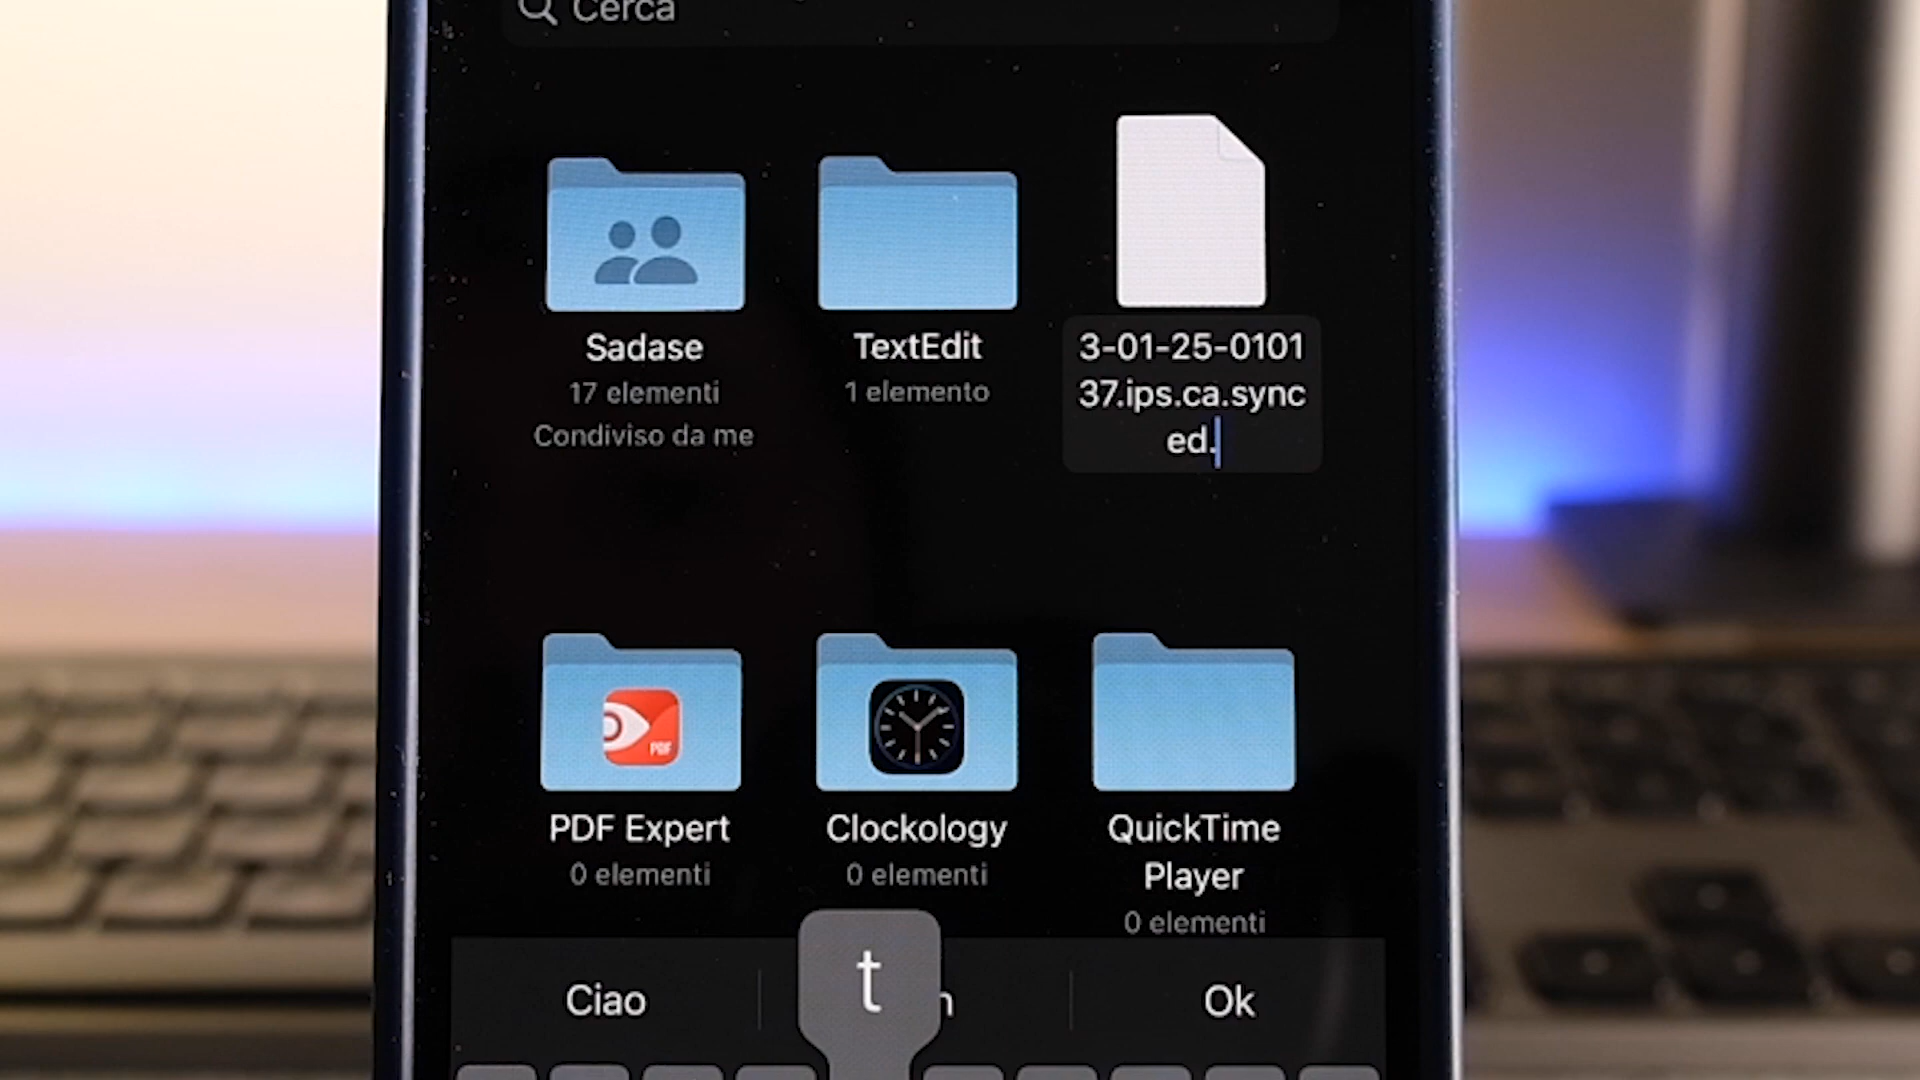 Cerca
Sadase
17 elementi
Condiviso da me
TextEdit
1 elemento
3-01-25-0101
37.ips.ca.sync
ed.
PDF
PDF Expert
0 elementi
Clockology
0 elementi
QuickTime
Player
0 elementi
Ciao
t
Ok